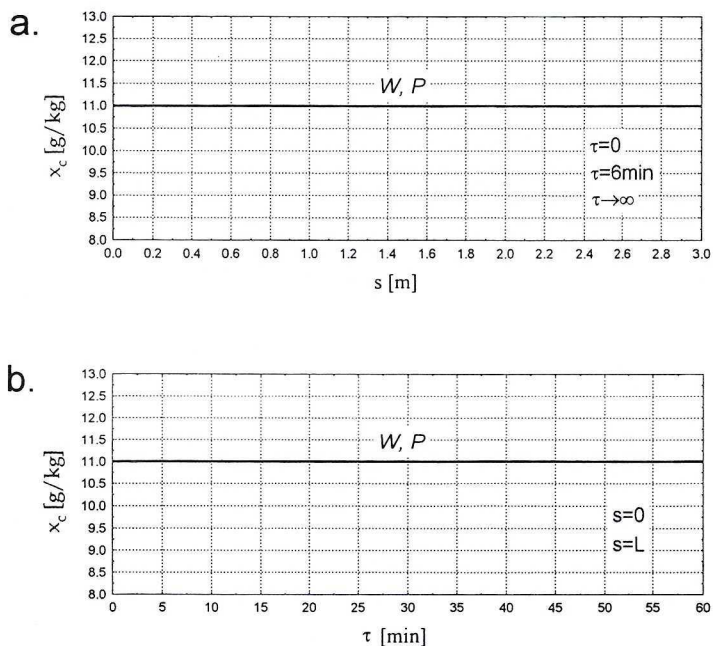 a.
x_c [g/kg]
13.0
12.5
12.0
11.5
11.0
10.5
10.0
9.5
9.0
8.5
8.0
W, P
τ=0
τ=6min
τ→∞
0.0 0.2 0.4 0.6 0.8 1.0 1.2 1.4 1.6 1.8 2.0 2.2 2.4 2.6 2.8 3.0
s [m]
b.
x_c [g/kg]
13.0
12.5
12.0
11.5
11.0
10.5
10.0
9.5
9.0
8.5
8.0
W, P
s=0
s=L
0 5 10 15 20 25 30 35 40 45 50 55 60
τ [min]